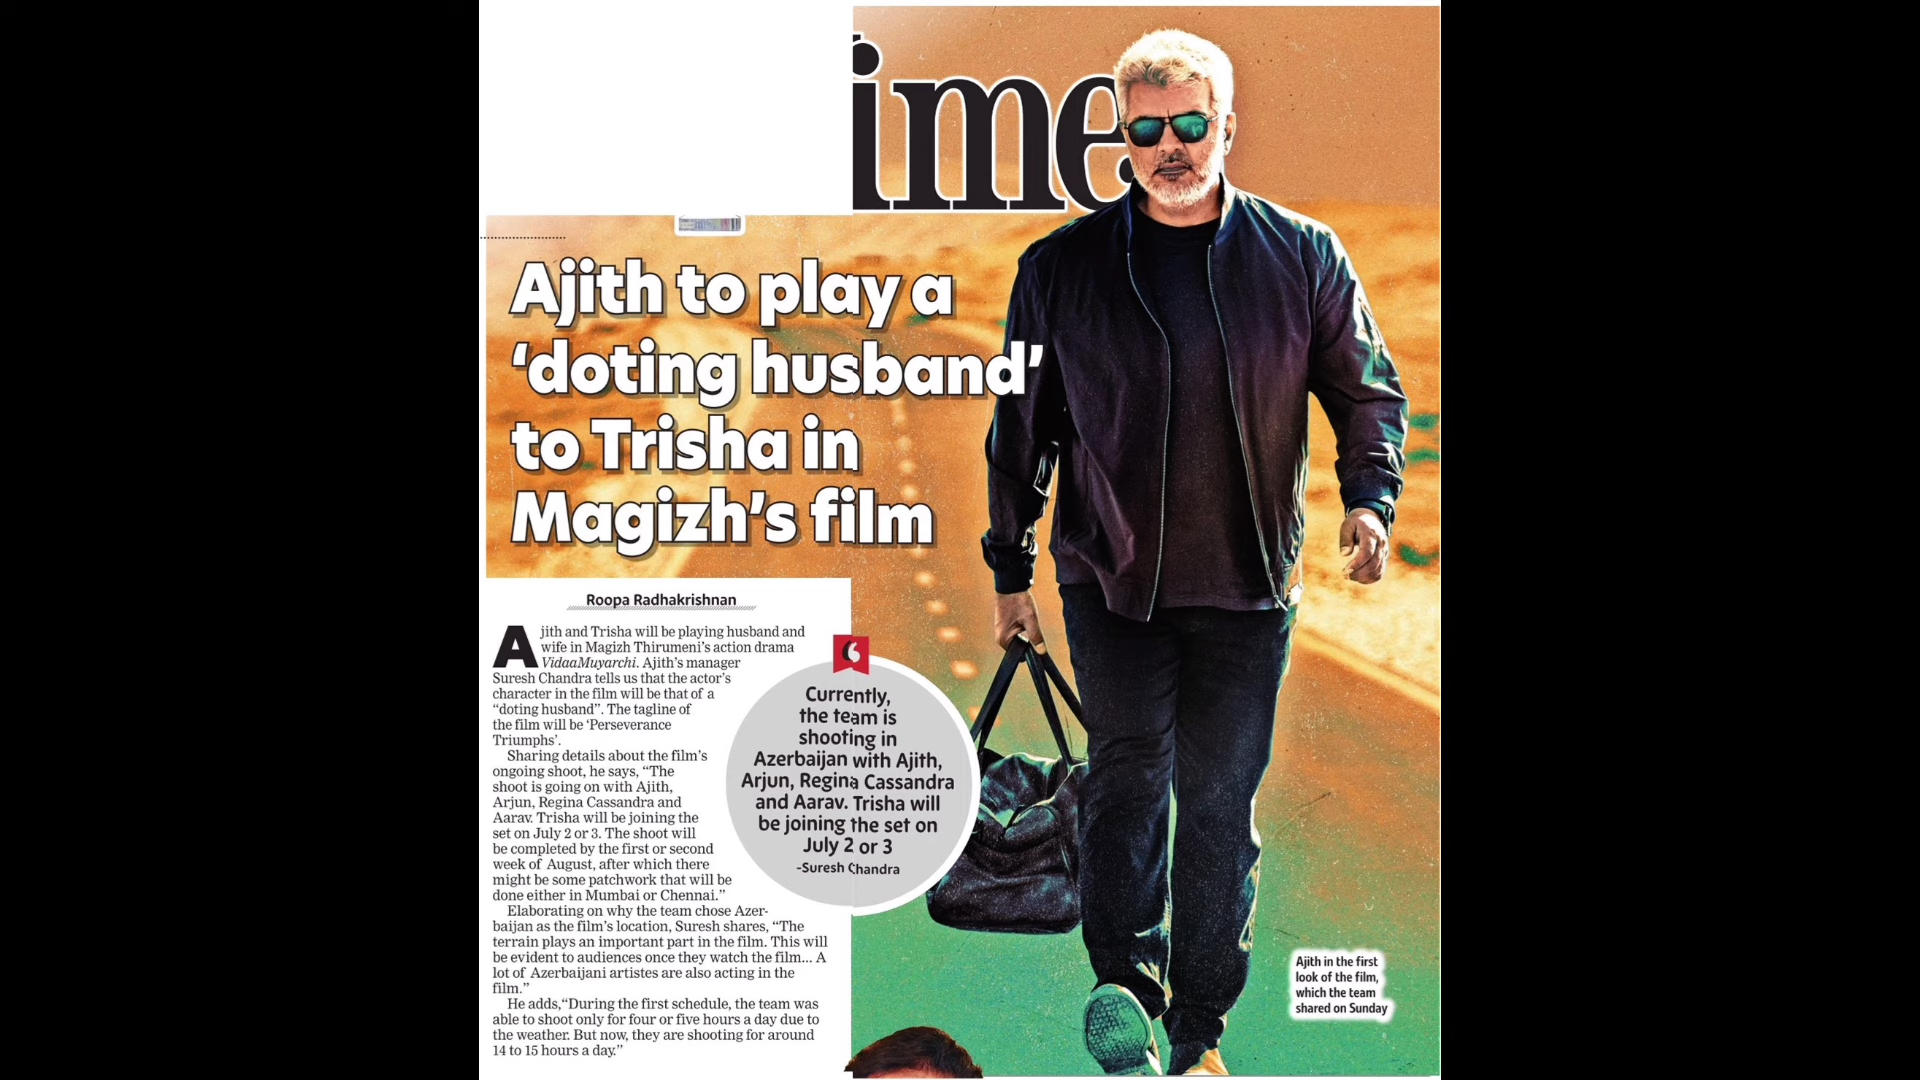 ime
Ajith to play a
‘doting husband’
to Trisha in
Magizh’s film
Roopa Radhakrishnan
Ajith and Trisha will be playing husband and
wife in Magizh Thirumeni’s action drama
VidaaMuyarchi. Ajith’s manager
Suresh Chandra tells us that the actor’s
character in the film will be that of a
“doting husband”. The tagline of
the film will be ‘Perseverance
Triumphs’.
Sharing details about the film’s
ongoing shoot, he says, “The
shoot is going on with Ajith,
Arjun, Regina Cassandra and
Aarav. Trisha will be joining the
set on July 2 or 3. The shoot will
be completed by the first or second
week of August, after which there
might be some patchwork that will be
done either in Mumbai or Chennai.”
Elaborating on why the team chose Azer-
baijan as the film’s location, Suresh shares, “The
terrain plays an important part in the film. This will
be evident to audiences once they watch the film... A
lot of Azerbaijani artistes are also acting in the
film.”
He adds,“During the first schedule, the team was
able to shoot only for four or five hours a day due to
the weather. But now, they are shooting for around
14 to 15 hours a day.”
Currently,
the team is
shooting in
Azerbaijan with Ajith,
Arjun, Regina Cassandra
and Aarav. Trisha will
be joining the set on
July 2 or 3
-Suresh Chandra
Ajith in the first
look of the film,
which the team
shared on Sunday